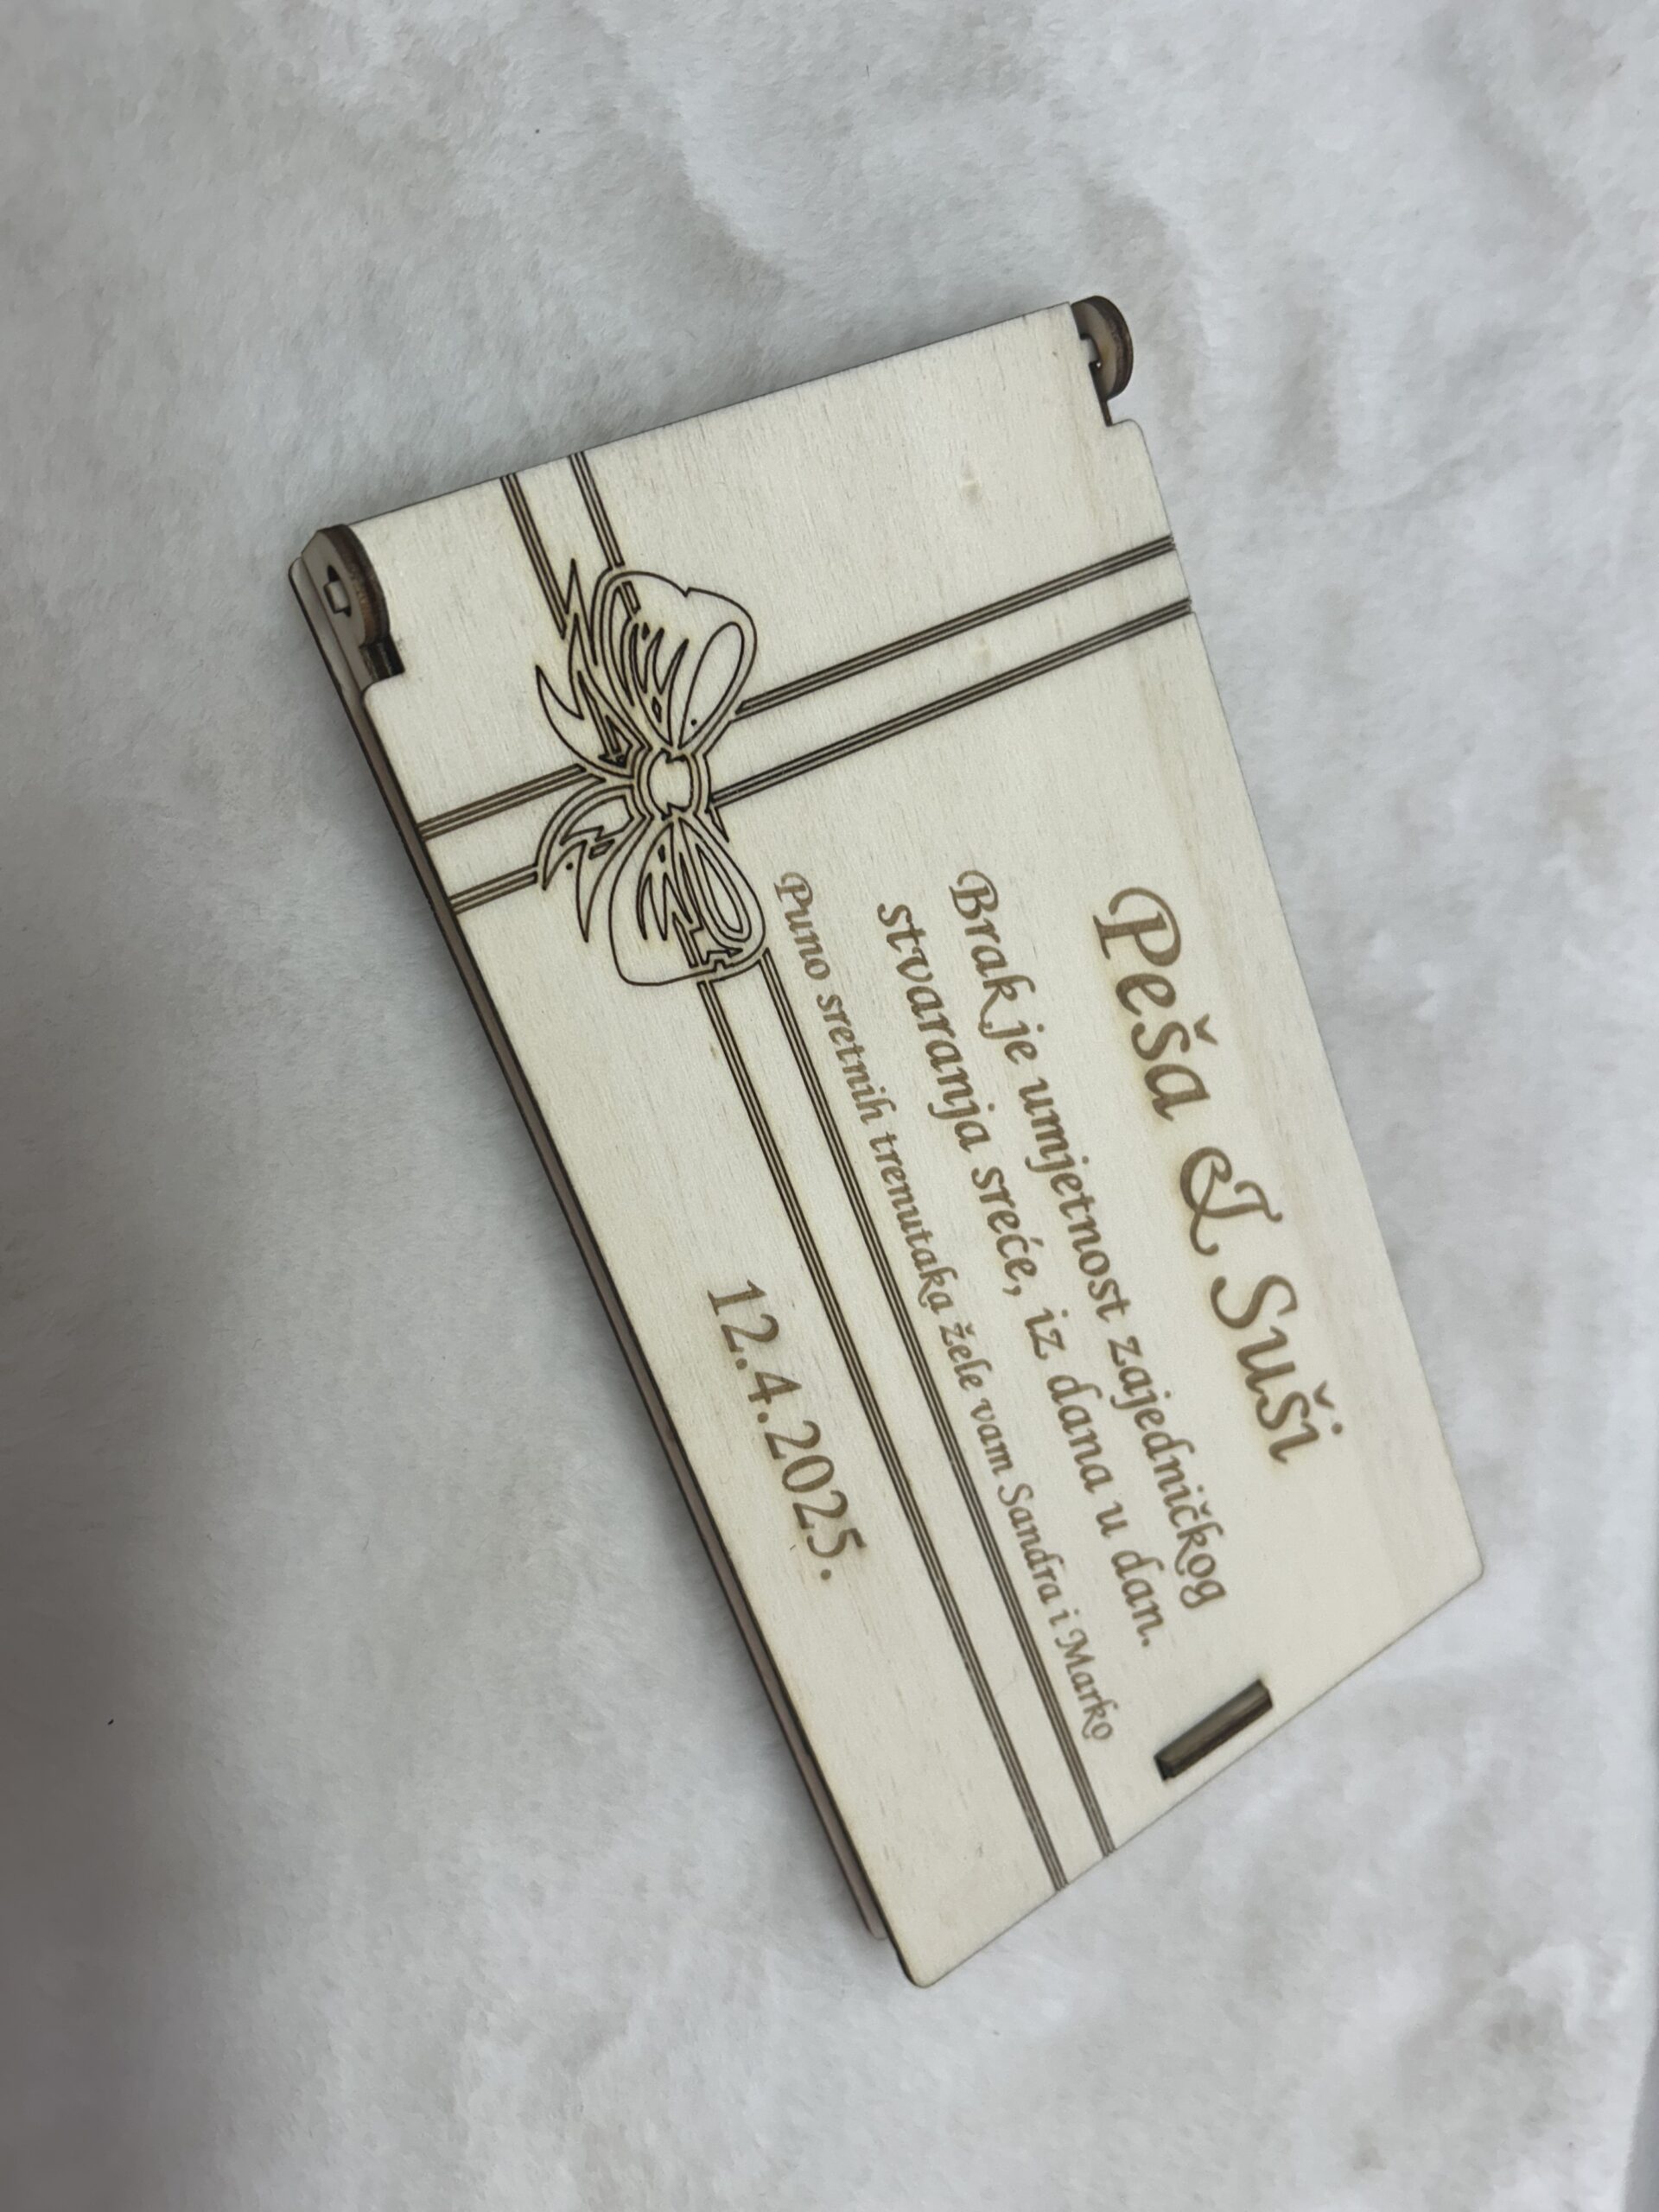 Peša & Suši
Brak je umjetnost zajedničkog
stvaranja sreće, iz dana u dan.
Puno sretnih trenutaka žele vam Sandra i Marko
12.4.2025.